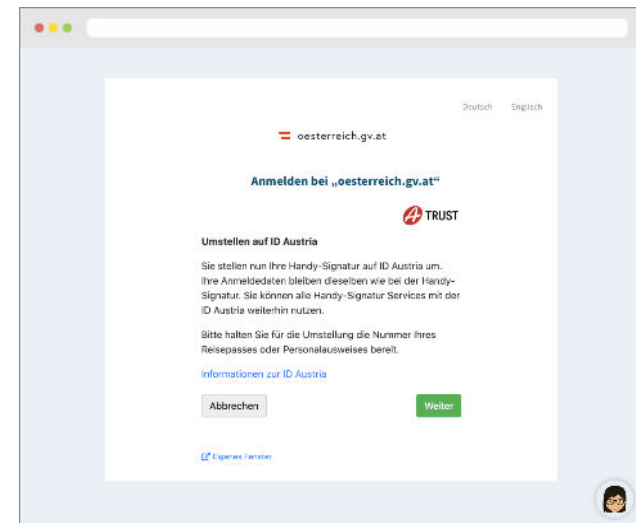 Deutsch Englisch
oesterreich.gv.at
Anmelden bei „oesterreich.gv.at“
A TRUST
Umstellen auf ID Austria
Sie stellen nun Ihre Handy-Signatur auf ID Austria um.
Ihre Anmeldedaten bleiben dieselben wie bei der Handy-
Signatur. Sie können alle Handy-Signatur Services mit der
ID Austria weiterhin nutzen.
Bitte halten Sie für die Umstellung die Nummer Ihres
Reisepasses oder Personalausweises bereit.
Informationen zur ID Austria
Abbrechen Weiter
Eigenes Fenster